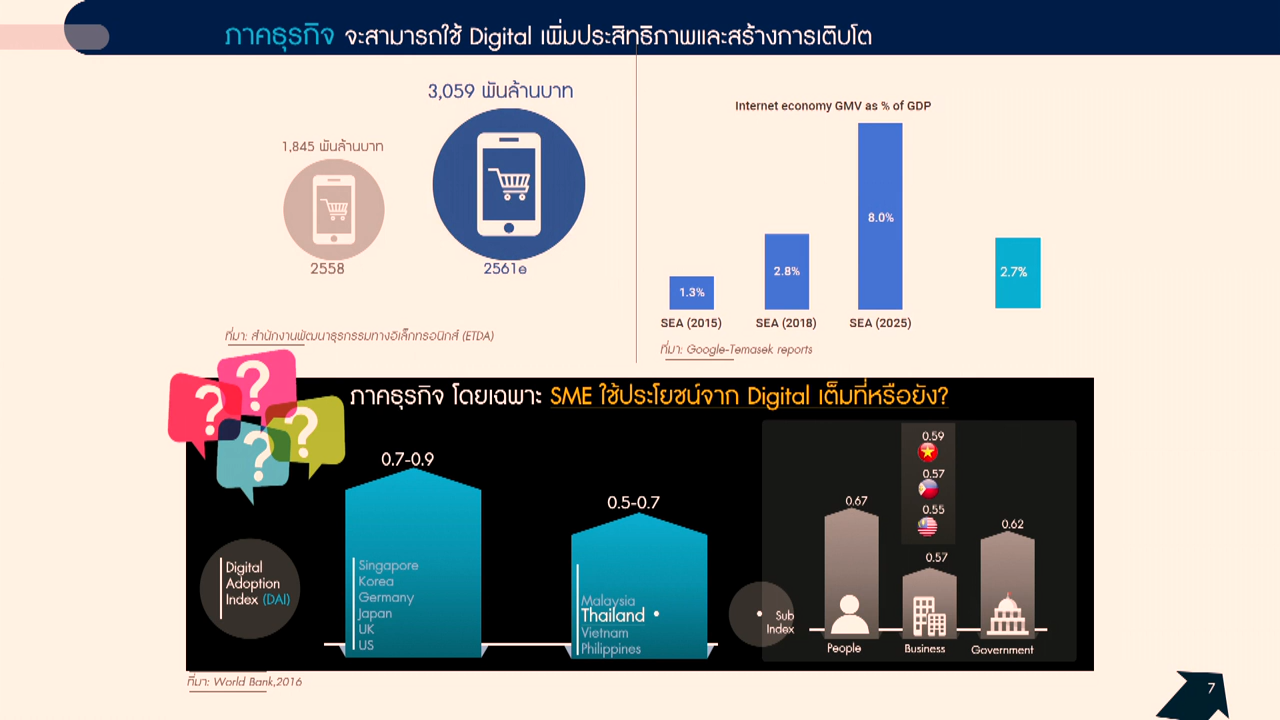 ภาคธุรกิจ จะสามารถใช้ Digital เพิ่มประสิทธิภาพและสร้างการเติบโต
3,059 พันล้านบาท
1,845 พันล้านบาท
2558
2561e
ที่มา: สำนักงานพัฒนาธุรกรรมทางอิเล็กทรอนิกส์ (ETDA)
Internet economy GMV as % of GDP
1.3%
2.8%
8.0%
2.7%
SEA (2015)
SEA (2018)
SEA (2025)
ที่มา: Google-Temasek reports
? ? ? ?
ภาคธุรกิจ โดยเฉพาะ SME ใช้ประโยชน์จาก Digital เต็มที่หรือยัง?
Digital
Adoption
Index (DAI)
0.7-0.9
Singapore
Korea
Germany
Japan
UK
US
0.5-0.7
Malaysia
Thailand •
Vietnam
Philippines
• Sub
Index
0.67
People
0.59
0.57
0.55
0.57
Business
0.62
Government
ที่มา: World Bank,2016
7